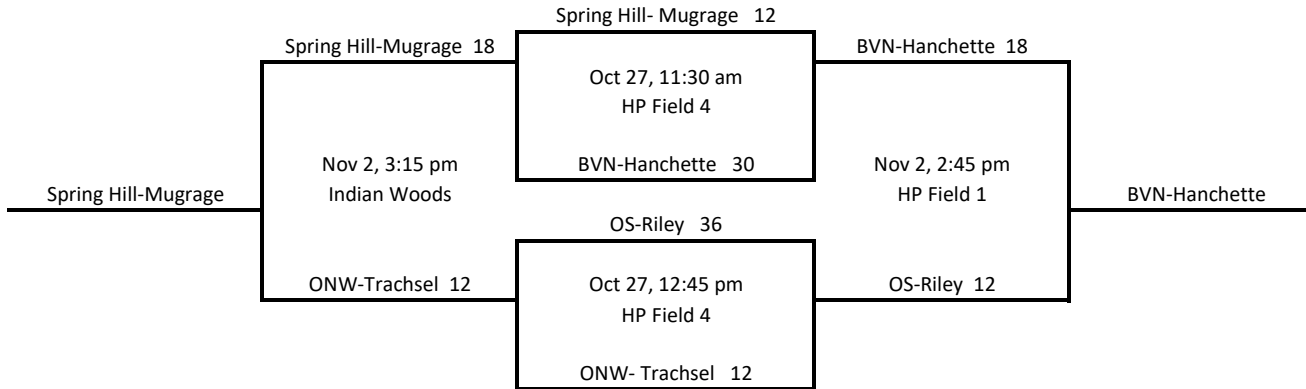 Spring Hill- Mugrage 12
Spring Hill-Mugrage 18
BVN-Hanchette 18
Oct 27, 11:30 am
HP Field 4
Nov 2, 3:15 pm
Indian Woods
BVN-Hanchette 30
Nov 2, 2:45 pm
HP Field 1
Spring Hill-Mugrage
BVN-Hanchette
OS-Riley 36
ONW-Trachsel 12
Oct 27, 12:45 pm
HP Field 4
OS-Riley 12
ONW- Trachsel 12